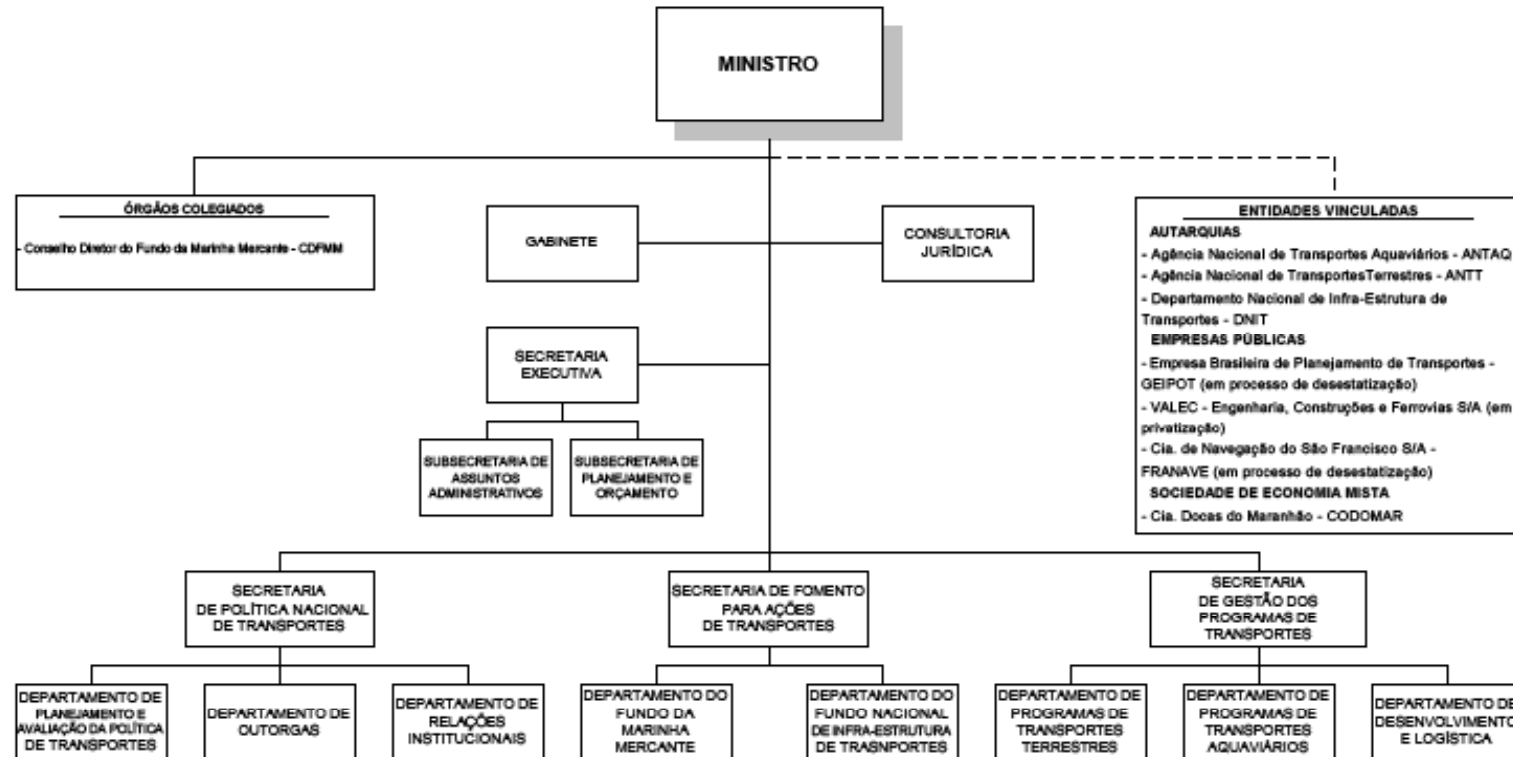 MINISTRO
ÓRGÃOS COLEGIADOS
- Conselho Diretor do Fundo da Marinha Mercante - CDFMM
GABINETE
CONSULTORIA
JURÍDICA
ENTIDADES VINCULADAS
AUTARQUIAS
- Agência Nacional de Transportes Aquaviários - ANTAQ
- Agência Nacional de TransportesTerrestres - ANTT
- Departamento Nacional de Infra-Estrutura de
Transportes - DNIT
EMPRESAS PÚBLICAS
- Empresa Brasileira de Planejamento de Transportes -
GEIPOT (em processo de desestatização)
- VALEC - Engenharia, Construções e Ferrovias S/A (em
privatização)
- Cia. de Navegação do São Francisco S/A -
FRANAVE (em processo de desestatização)
SOCIEDADE DE ECONOMIA MISTA
- Cia. Docas do Maranhão - CODOMAR
SECRETARIA
EXECUTIVA
SUBSECRETARIA DE
ASSUNTOS
ADMINISTRATIVOS
SUBSECRETARIA DE
PLANEJAMENTO E
ORÇAMENTO
SECRETARIA
DE POLÍTICA NACIONAL
DE TRANSPORTES
SECRETARIA DE FOMENTO
PARA AÇÕES
DE TRANSPORTES
SECRETARIA
DE GESTÃO DOS
PROGRAMAS DE
TRANSPORTES
DEPARTAMENTO DE
PLANEJAMENTO E
AVALIAÇÃO DA POLÍTICA
DE TRANSPORTES
DEPARTAMENTO DE
OUTORGAS
DEPARTAMENTO DE
RELAÇÕES
INSTITUCIONAIS
DEPARTAMENTO DO
FUNDO DA
MARINHA
MERCANTE
DEPARTAMENTO DO
FUNDO NACIONAL
DE INFRA-ESTRUTURA
DE TRASNPORTES
DEPARTAMENTO DE
PROGRAMAS DE
TRANSPORTES
TERRESTRES
DEPARTAMENTO DE
PROGRAMAS DE
TRANSPORTES
AQUAVIÁRIOS
DEPARTAMENTO DE
DESENVOLVIMENTO
E LOGÍSTICA